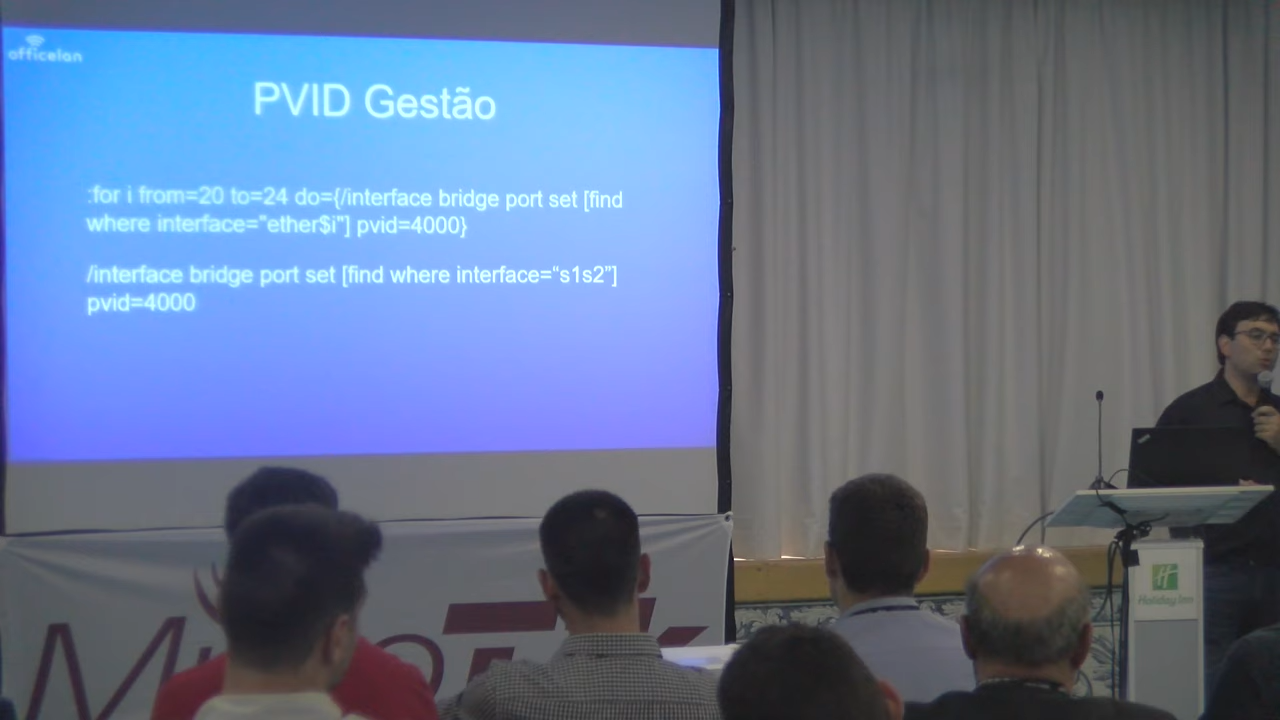 officelan
PVID Gestão
:for i from=20 to=24 do={/interface bridge port set [find
where interface="ether$i"] pvid=4000}
/interface bridge port set [find where interface=“s1s2”]
pvid=4000
H
Holiday Inn